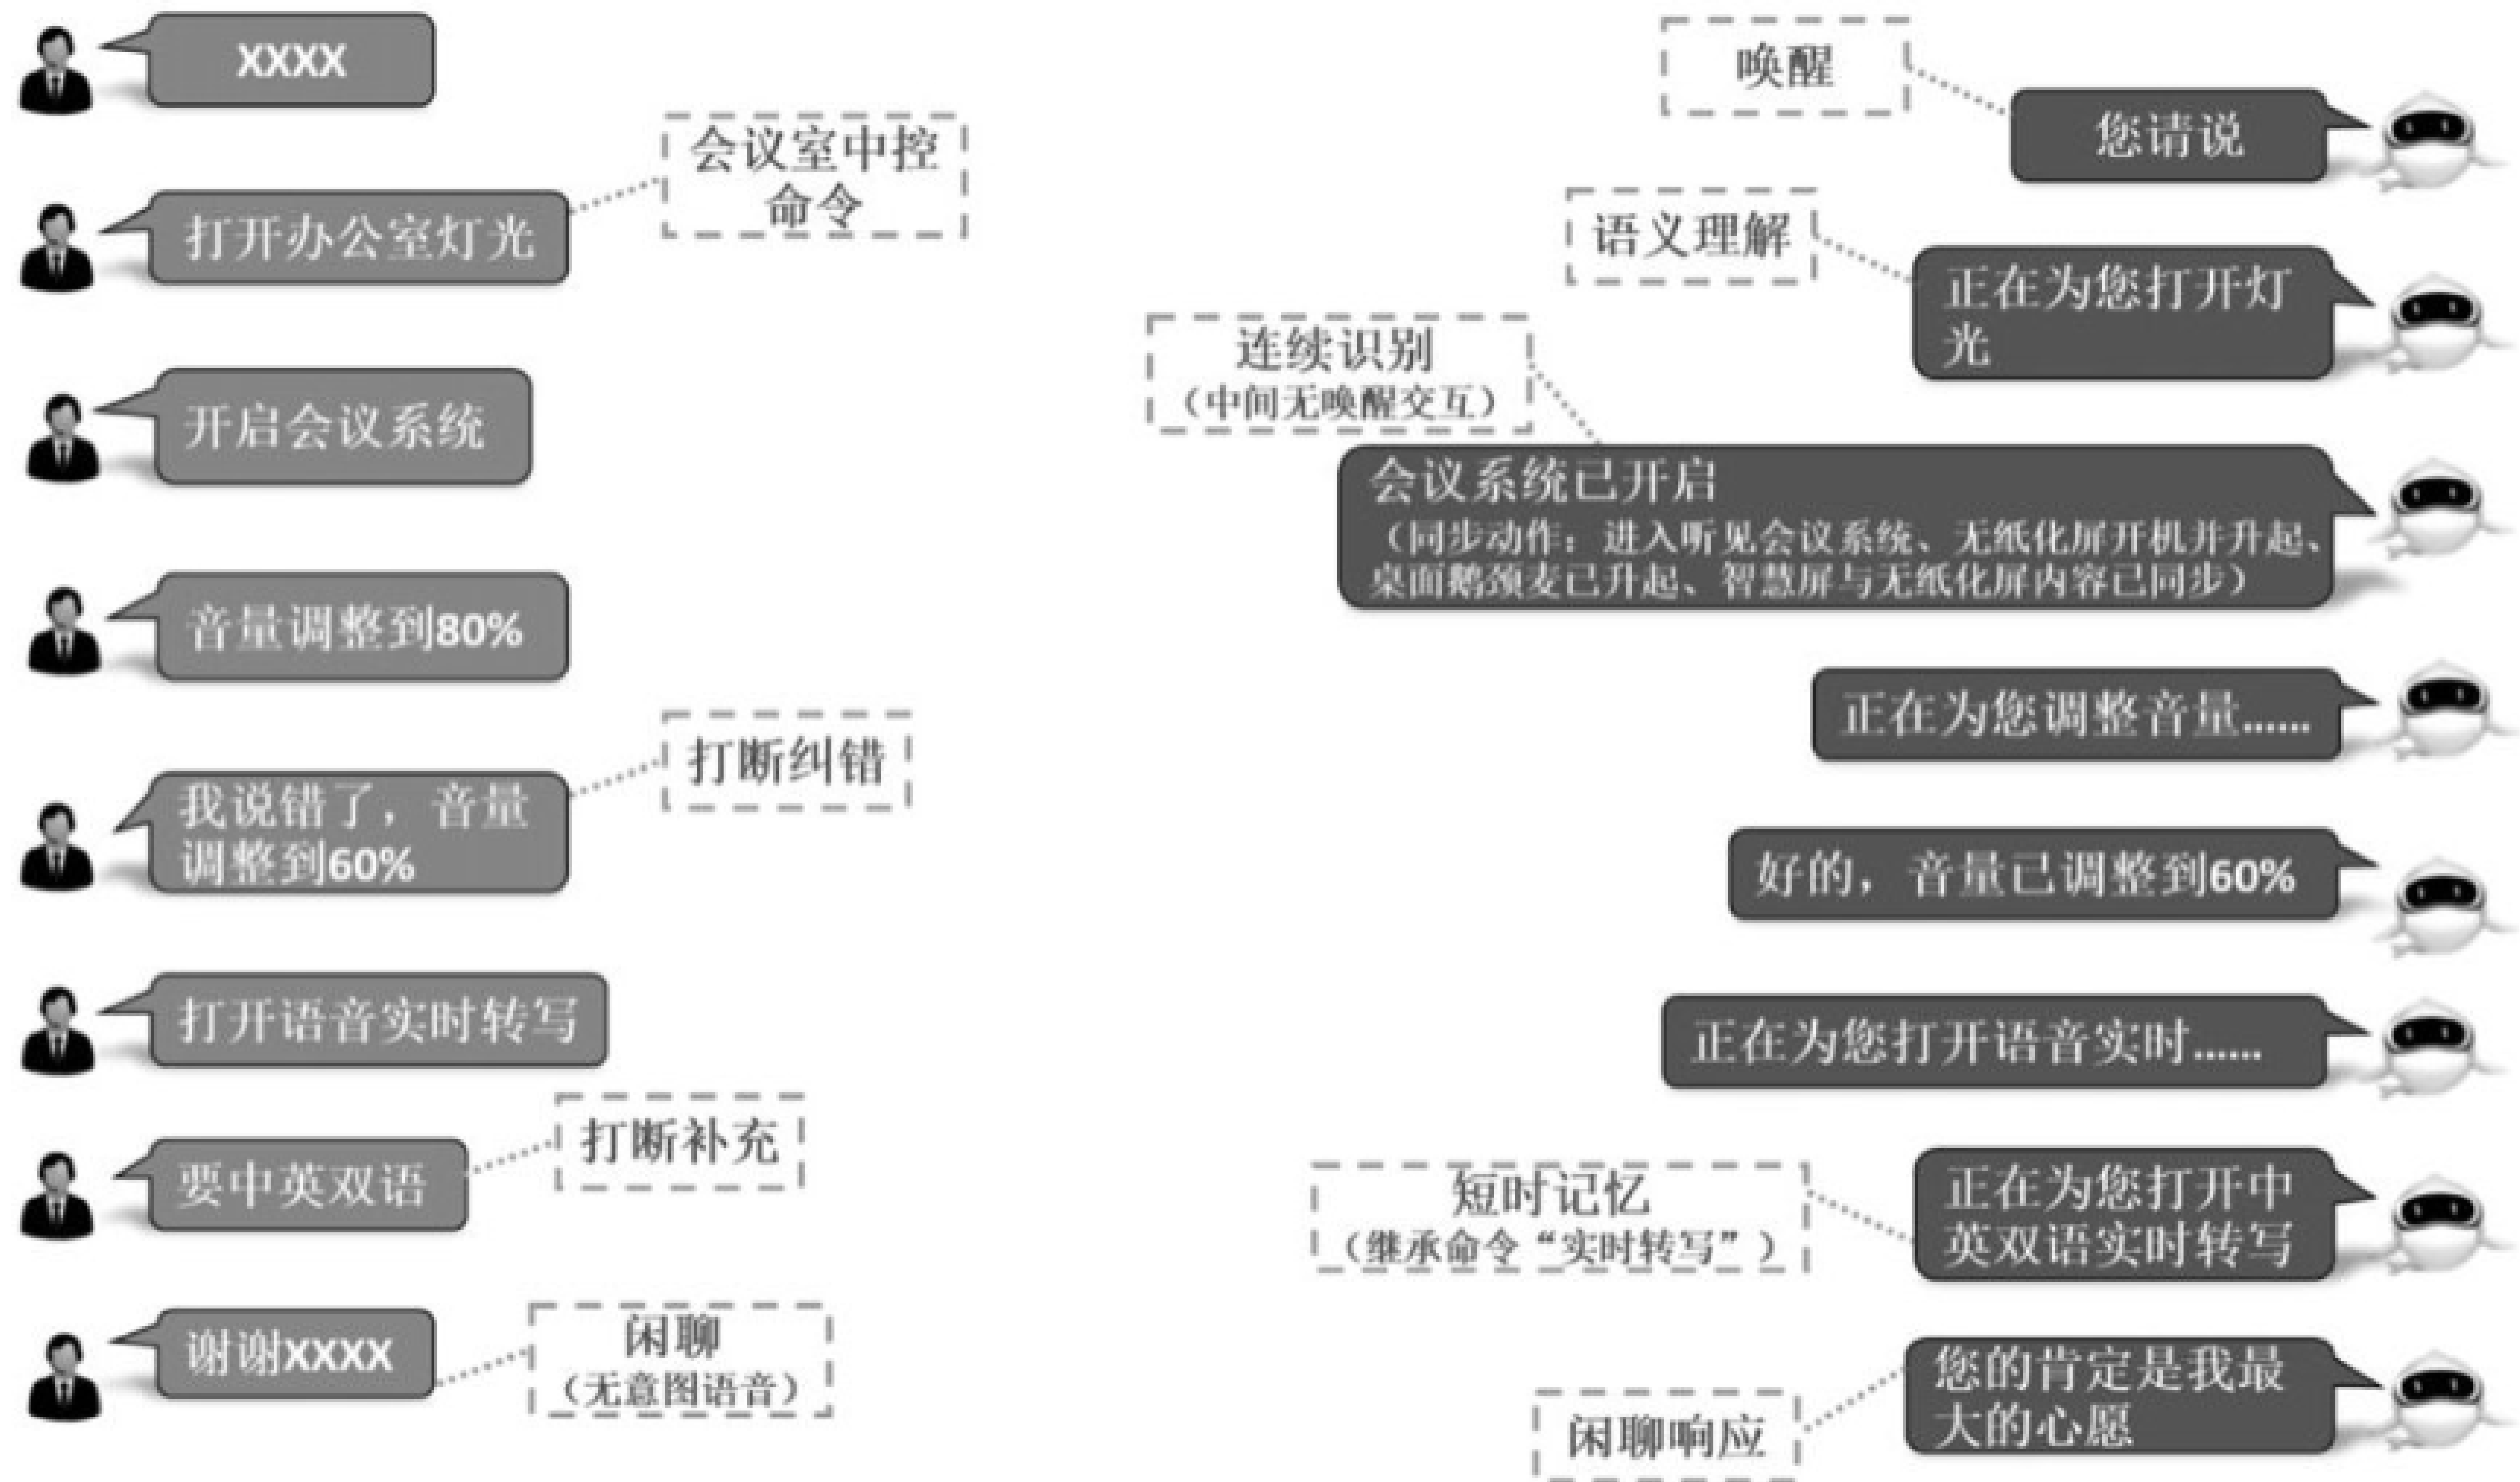 XXXX
唤醒
您请说
会议室中控
命令
打开办公室灯光
语义理解
正在为您打开灯
光
连续识别
（中间无唤醒交互）
开启会议系统
会议系统已开启
（同步动作：进入听见会议系统、无纸化屏开机并升起、
桌面鹅颈麦已升起、智慧屏与无纸化屏内容已同步）
音量调整到80%
正在为您调整音量......
打断纠错
我说错了，音量
调整到60%
好的，音量已调整到60%
打开语音实时转写
正在为您打开语音实时......
打断补充
要中英双语
短时记忆
（继承命令“实时转写”）
正在为您打开中
英双语实时转写
谢谢XXXX
闲聊
（无意图语音）
您的肯定是我最
大的心愿
闲聊响应